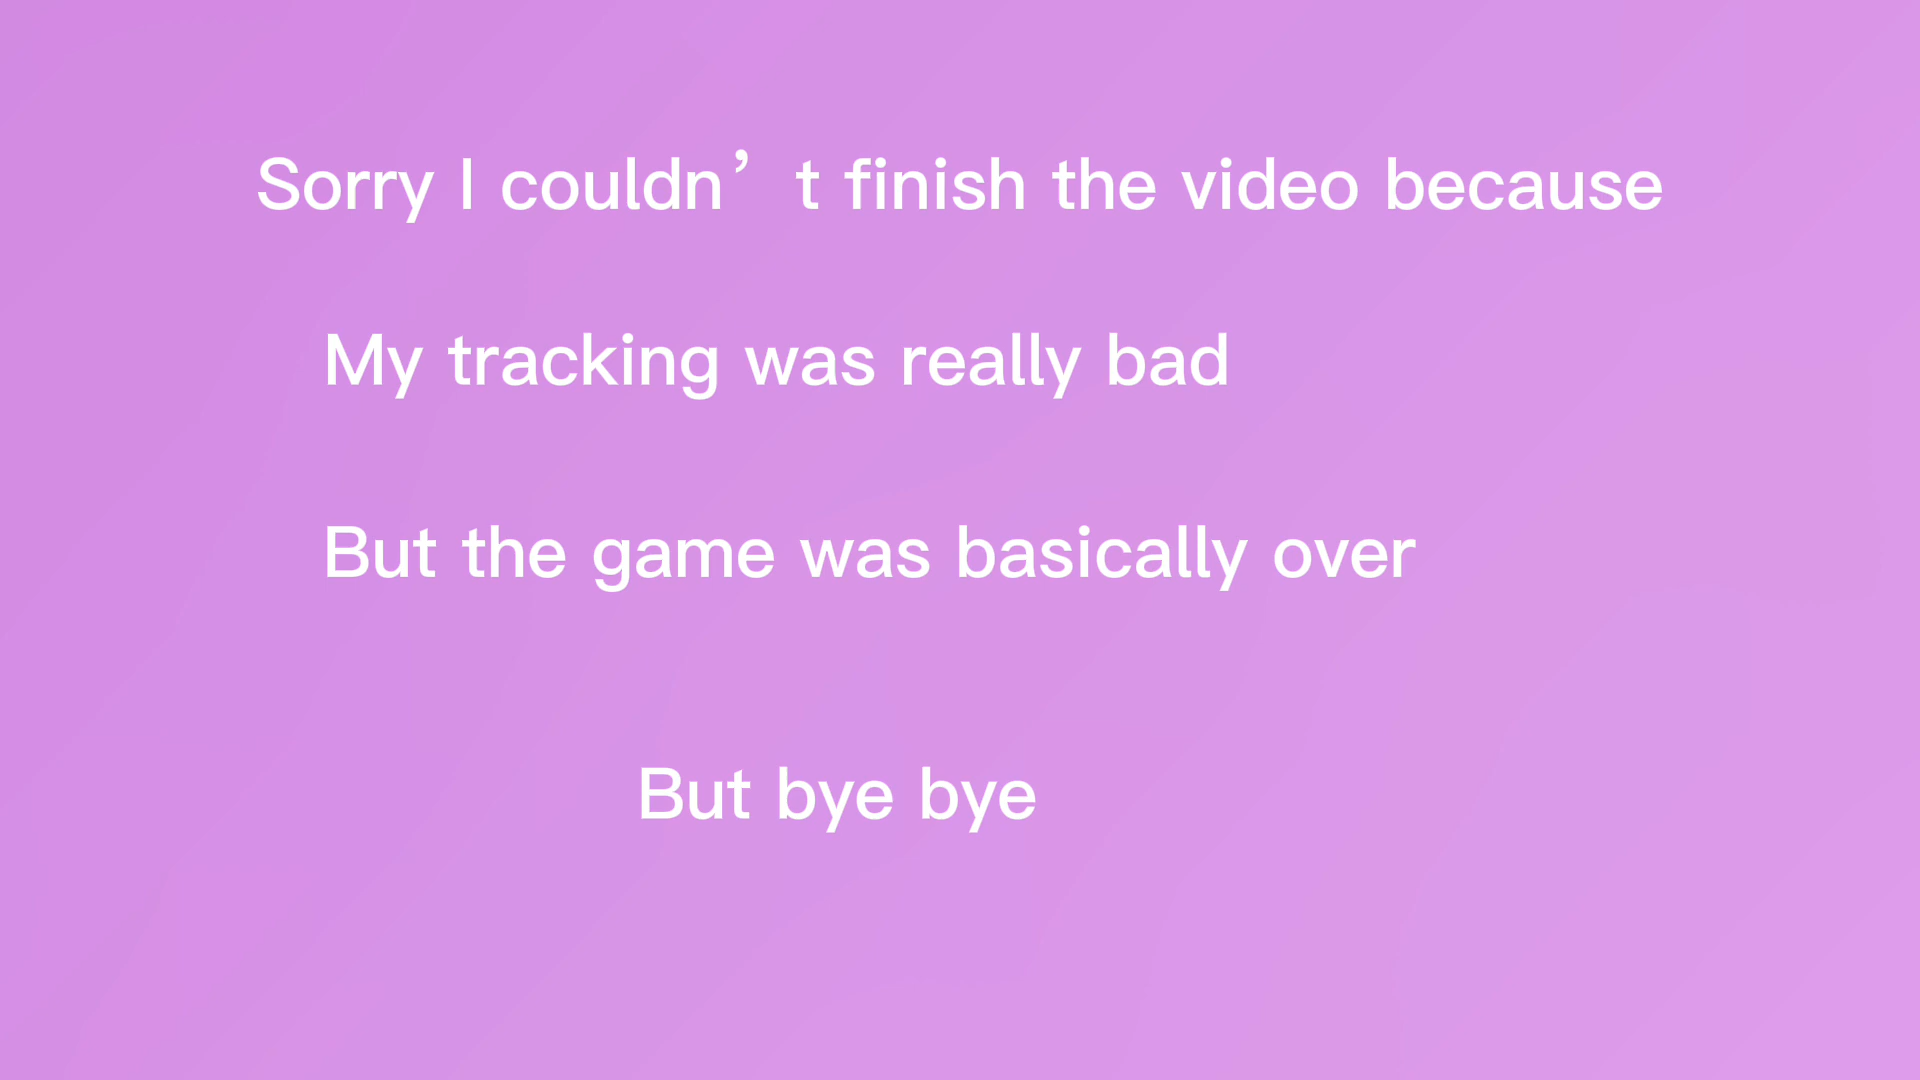 Sorry I couldn’t finish the video because
My tracking was really bad
But the game was basically over
But bye bye